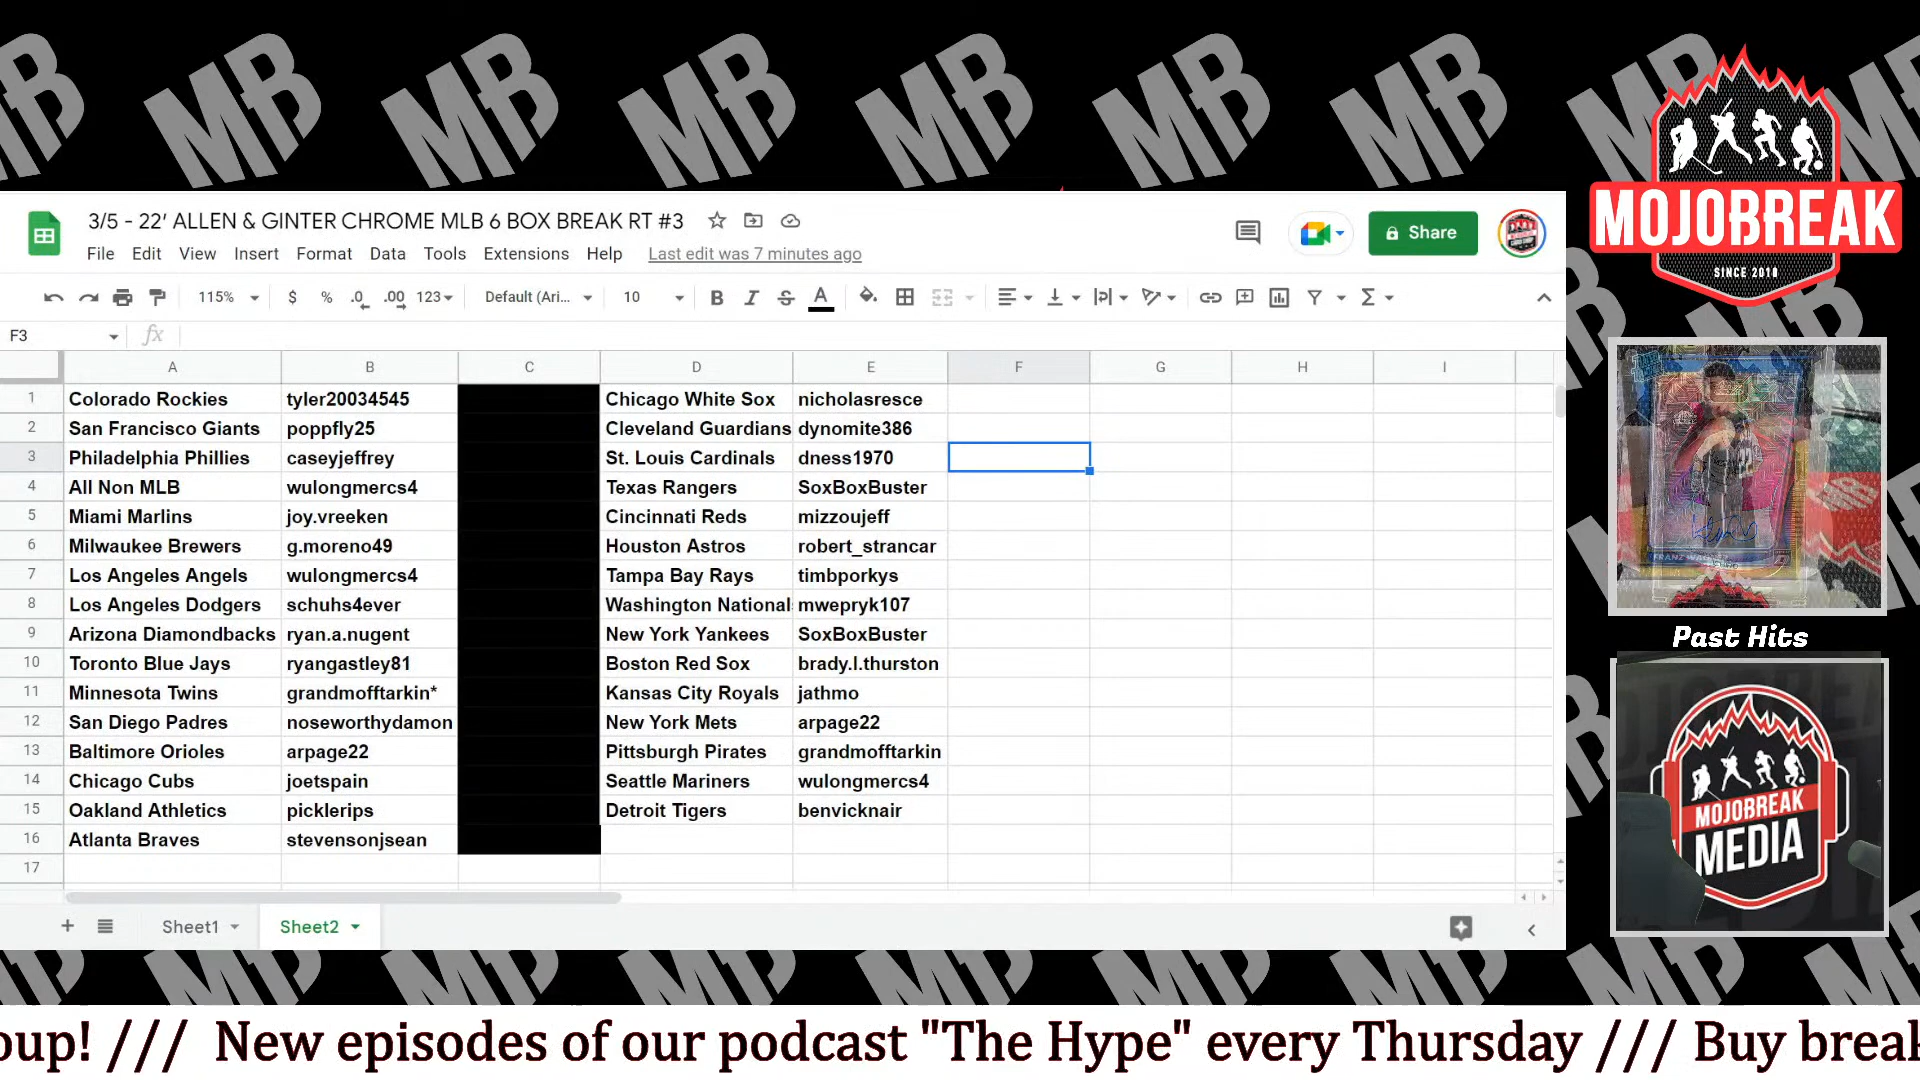 3/5 - 22′ ALLEN & GINTER CHROME MLB 6 BOX BREAK RT #3
File Edit View Insert Format Data Tools Extensions Help Last edit was 7 minutes ago
Share
115% $ % .0 .00 123 Default (Ari... 10 B I S A
F3 fx
A B C D E F G H I
1 Colorado Rockies tyler20034545 Chicago White Sox nicholasresce
2 San Francisco Giants poppfly25 Cleveland Guardians dynomite386
3 Philadelphia Phillies caseyjeffrey St. Louis Cardinals dness1970
4 All Non MLB wulongmercs4 Texas Rangers SoxBoxBuster
5 Miami Marlins joy.vreeken Cincinnati Reds mizzoujeff
6 Milwaukee Brewers g.moreno49 Houston Astros robert_strancar
7 Los Angeles Angels wulongmercs4 Tampa Bay Rays timbporkys
8 Los Angeles Dodgers schuhs4ever Washington National mwepryk107
9 Arizona Diamondbacks ryan.a.nugent New York Yankees SoxBoxBuster
10 Toronto Blue Jays ryangastley81 Boston Red Sox brady.l.thurston
11 Minnesota Twins grandmofftarkin* Kansas City Royals jathmo
12 San Diego Padres noseworthydamon New York Mets arpage22
13 Baltimore Orioles arpage22 Pittsburgh Pirates grandmofftarkin
14 Chicago Cubs joetspain Seattle Mariners wulongmercs4
15 Oakland Athletics picklerips Detroit Tigers benvicknair
16 Atlanta Braves stevensonjsean
17
Sheet1 Sheet2
MOJOBREAK
SINCE 2010
Past Hits
MOJOBREAK
MEDIA
oup! /// New episodes of our podcast "The Hype" every Thursday /// Buy break